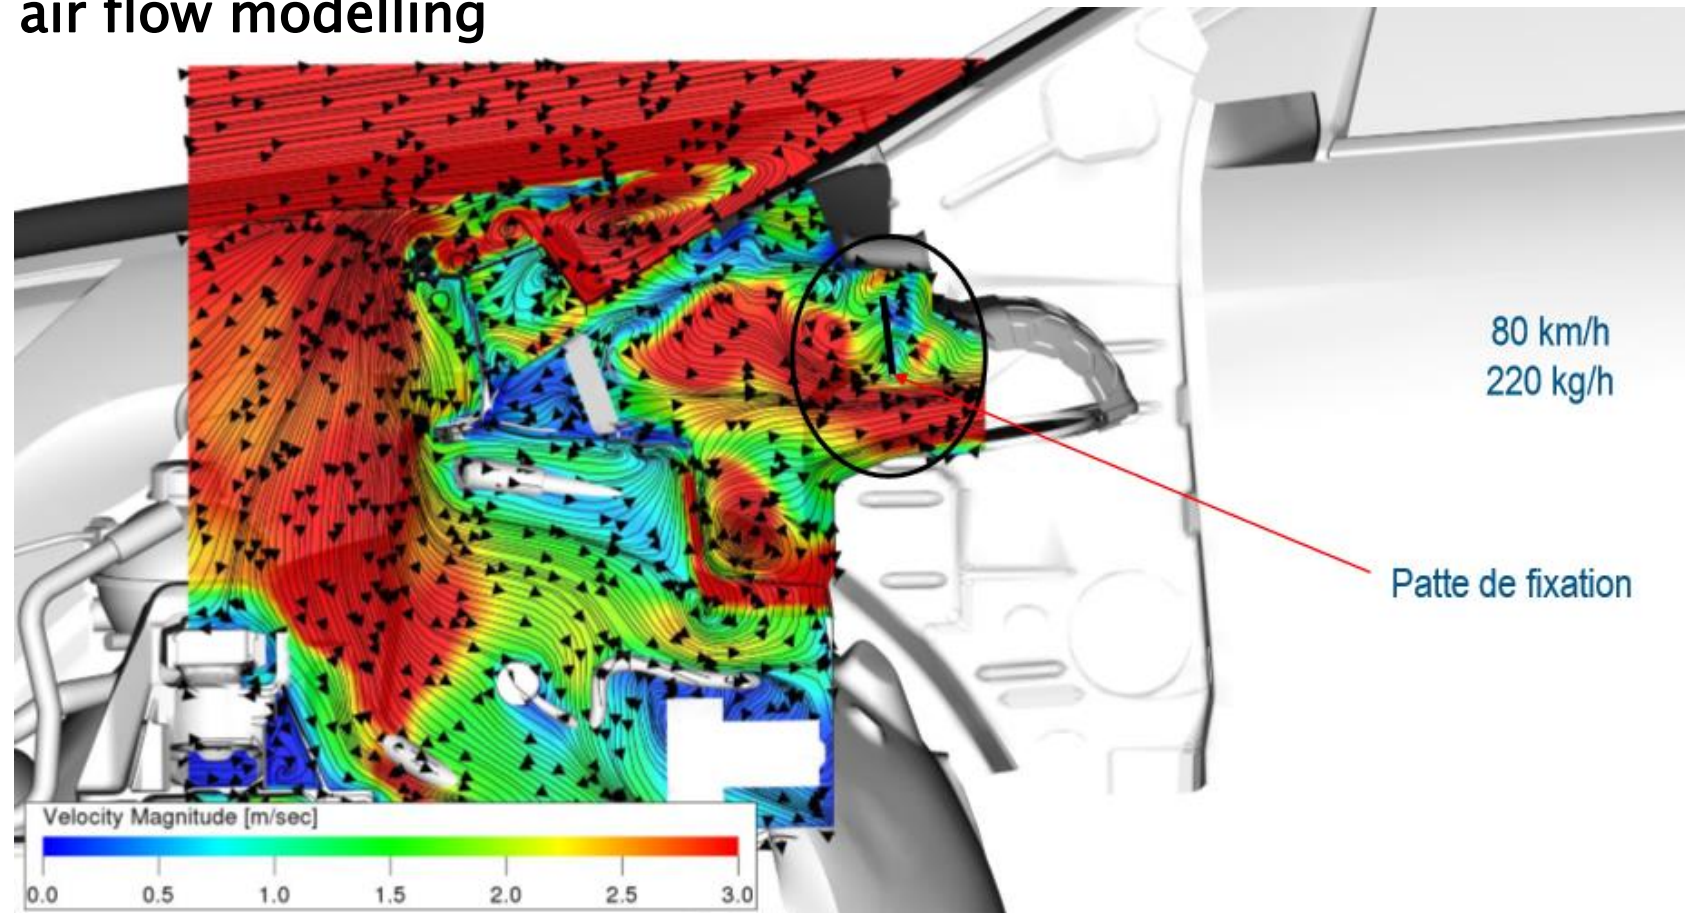 air flow modelling
80 km/h
220 kg/h
Patte de fixation
Velocity Magnitude [m/sec]
0.0 0.5 1.0 1.5 2.0 2.5 3.0